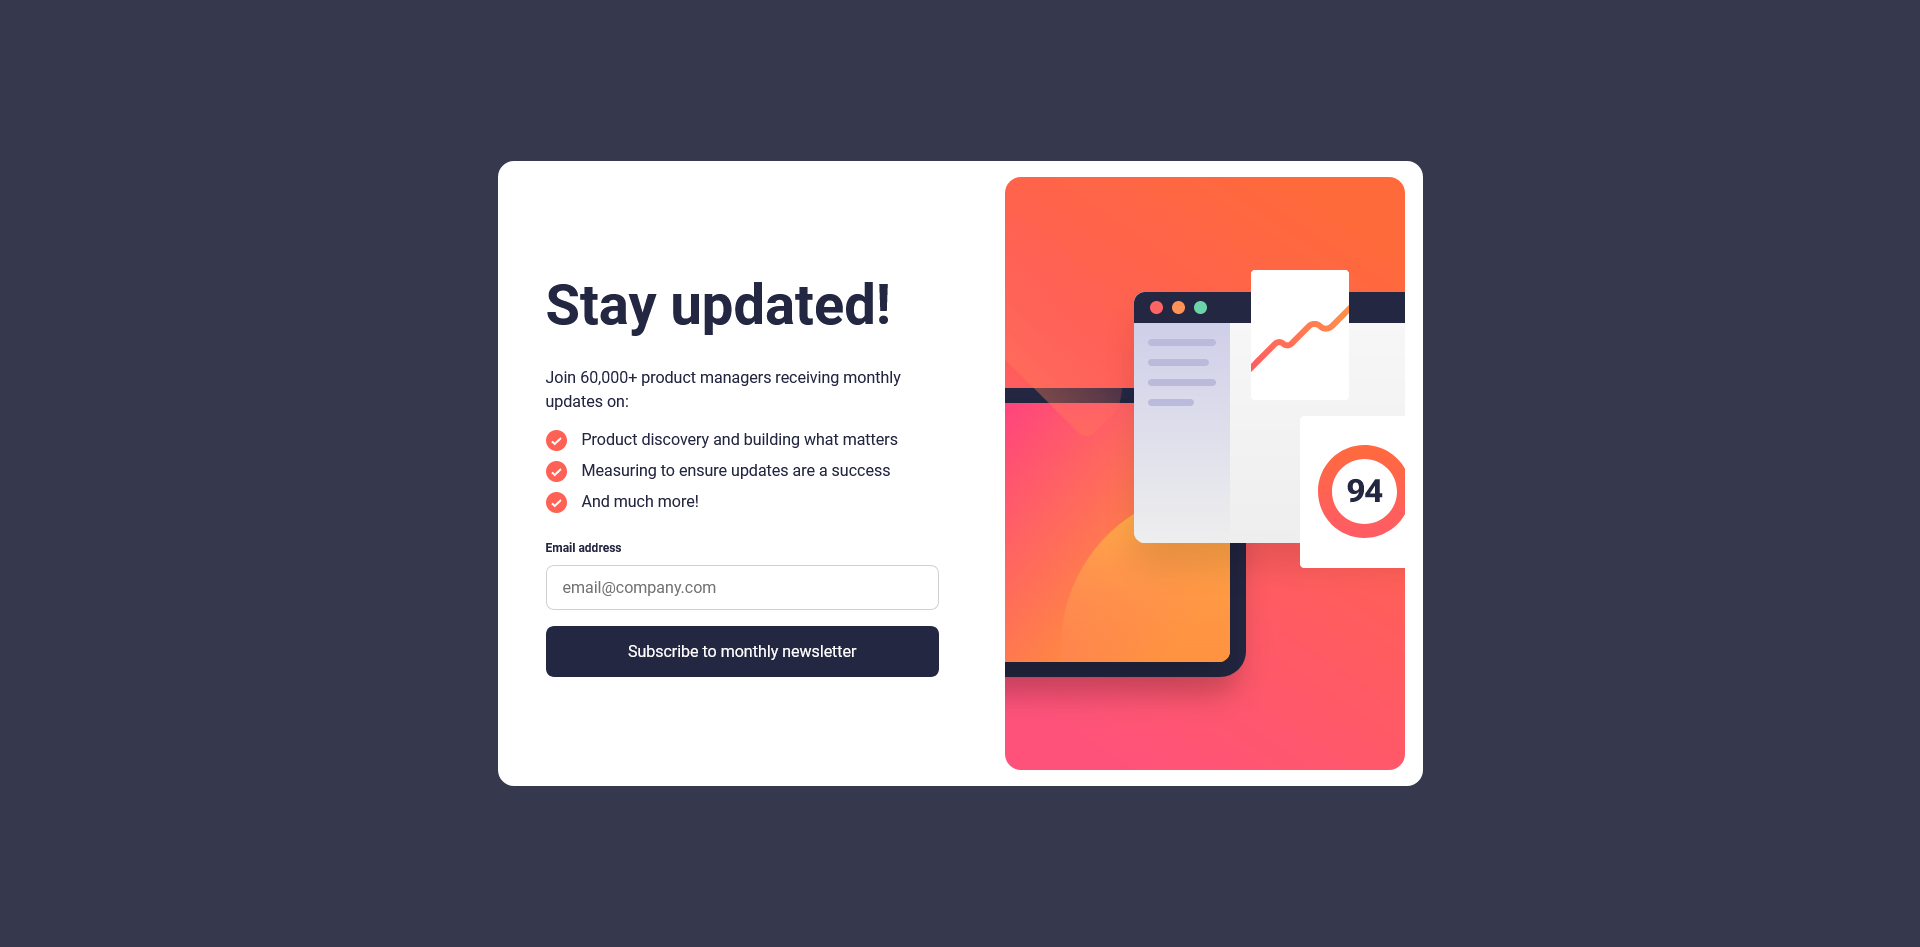 Stay updated!
Join 60,000+ product managers receiving monthly
updates on:
Product discovery and building what matters
Measuring to ensure updates are a success
And much more!
Email address
email@company.com
Subscribe to monthly newsletter
94